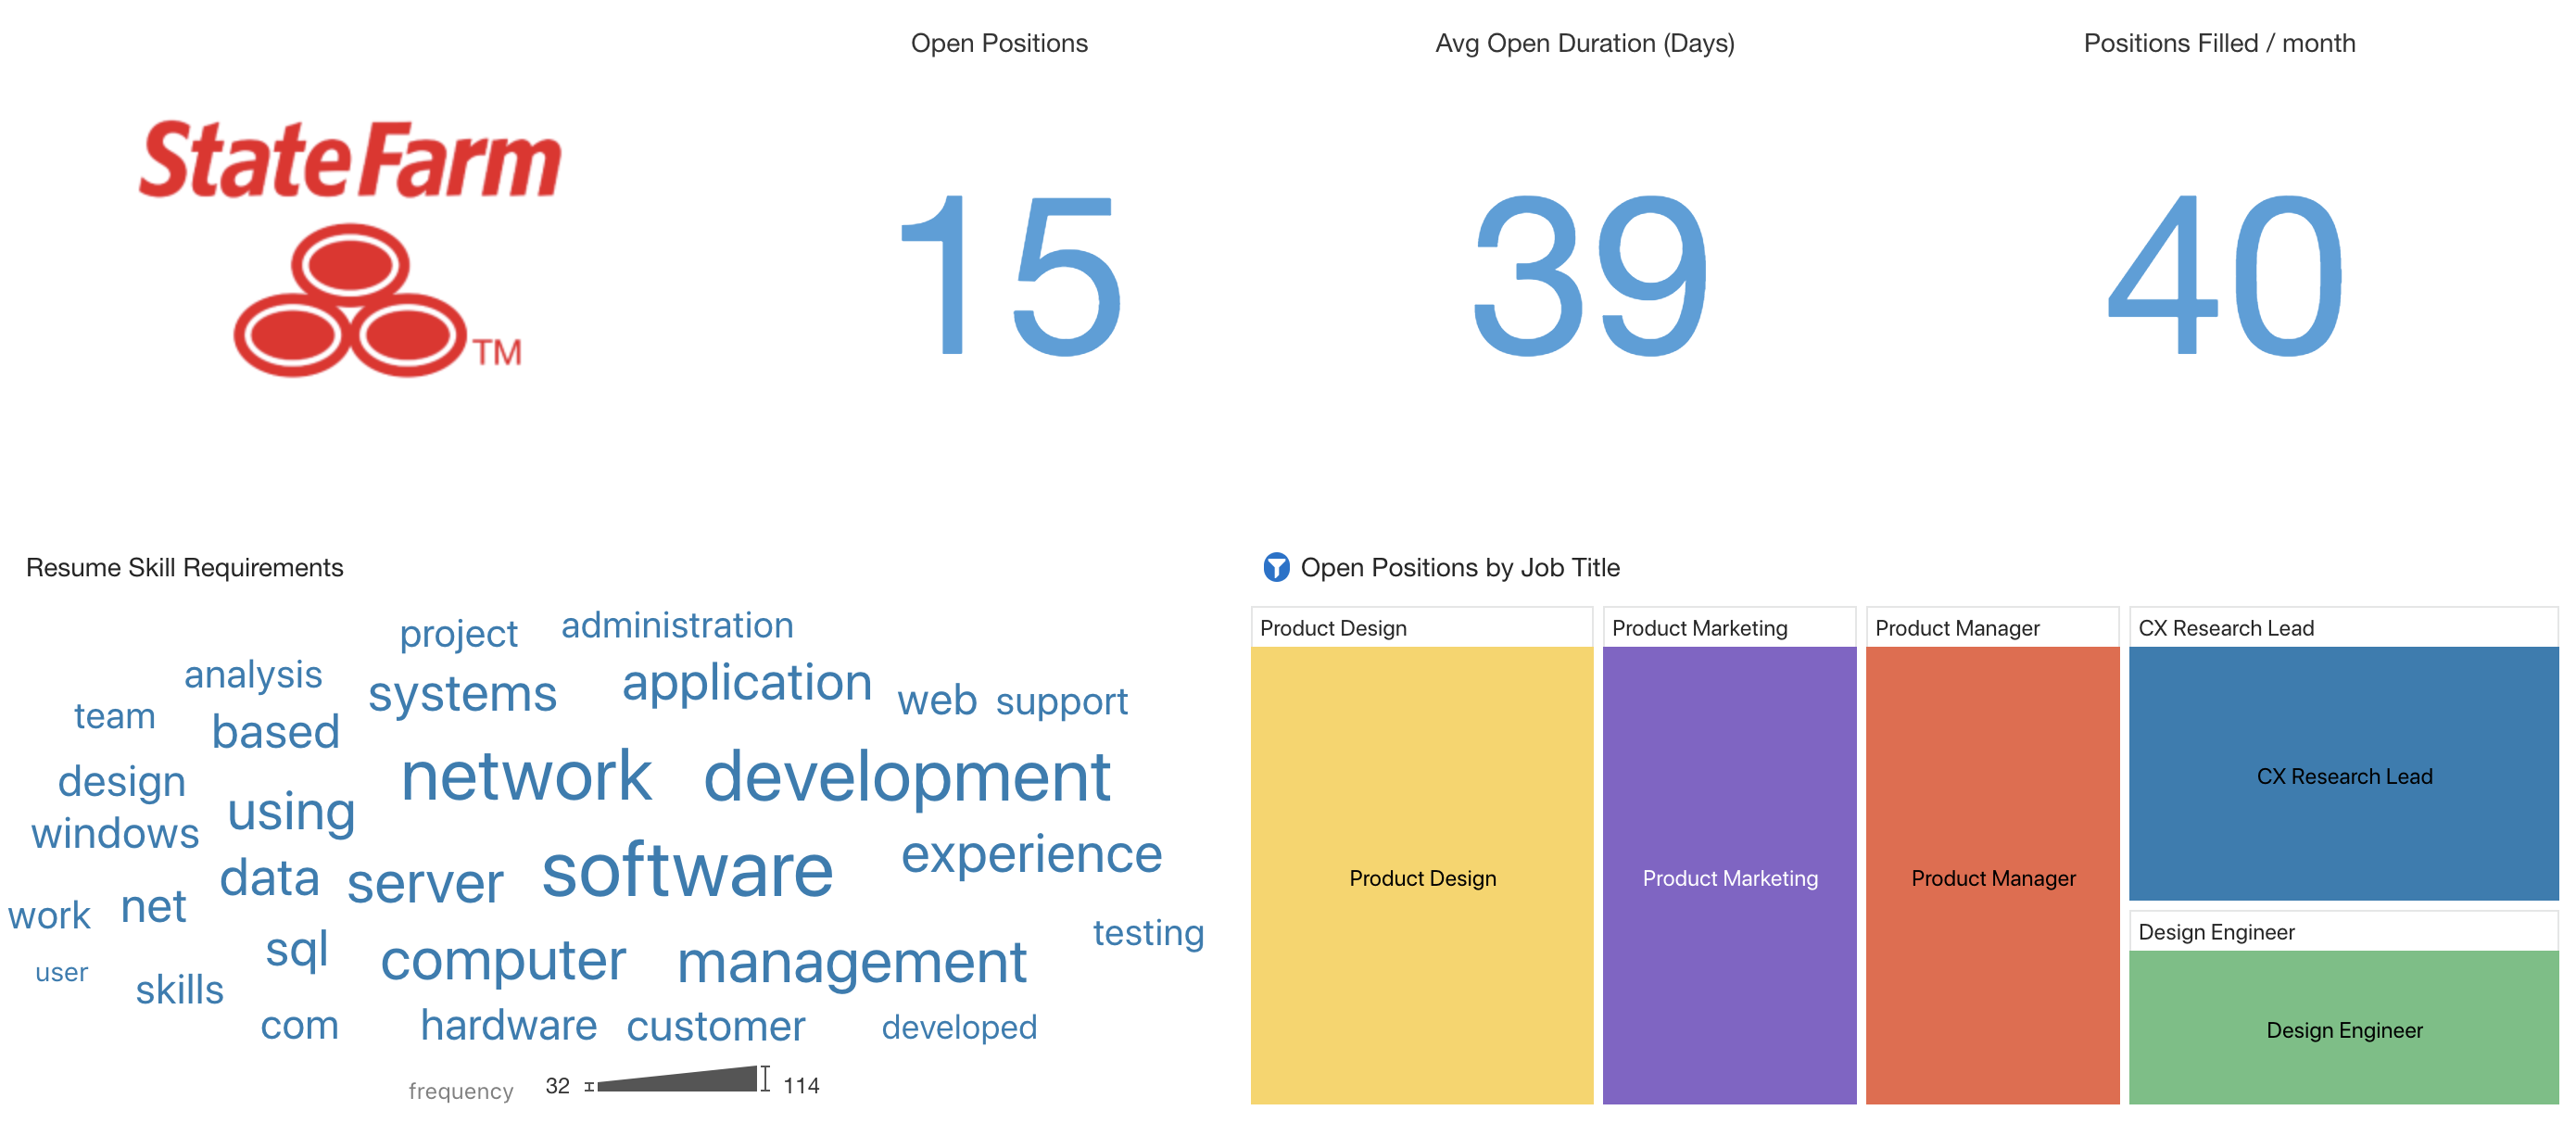 Open Positions
Avg Open Duration (Days)
Positions Filled / month
StateFarm
TM
15
39
40
Resume Skill Requirements
project
administration
analysis
systems
application
web
support
team
based
network
development
design
using
windows
software
experience
data
server
work
net
testing
sql
computer
management
user
skills
com
hardware
customer
developed
frequency
32
114
Open Positions by Job Title
Product Design
Product Marketing
Product Manager
CX Research Lead
CX Research Lead
Product Design
Product Marketing
Product Manager
Design Engineer
Design Engineer